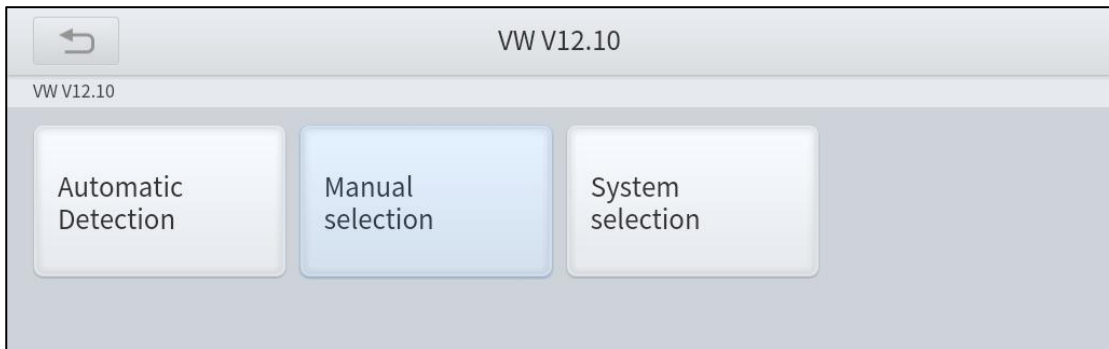 VW V12.10
VW V12.10
Automatic
Detection
Manual
selection
System
selection